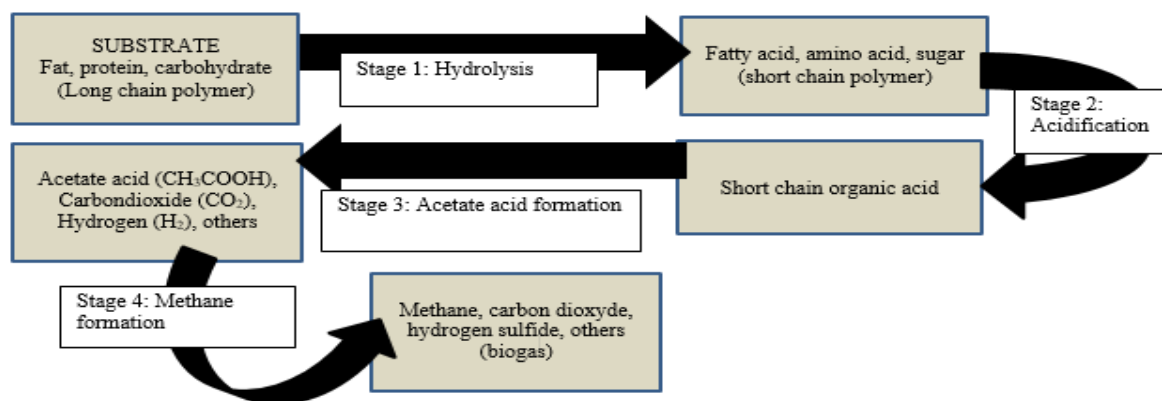 SUBSTRATE
Fat, protein, carbohydrate
(Long chain polymer)
Stage 1: Hydrolysis
Fatty acid, amino acid, sugar
(short chain polymer)
Stage 2:
Acidification
Short chain organic acid
Stage 3: Acetate acid formation
Acetate acid (CH₃COOH),
Carbondioxide (CO₂),
Hydrogen (H₂), others
Stage 4: Methane
formation
Methane, carbon dioxyde,
hydrogen sulfide, others
(biogas)